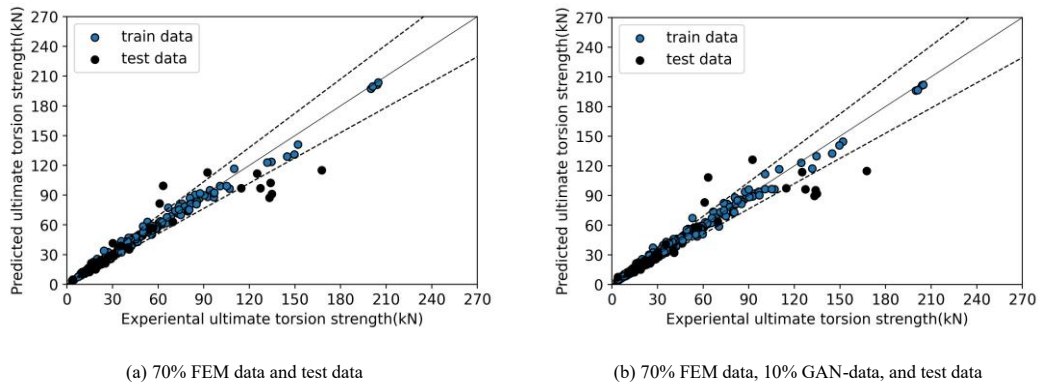 270
240
210
180
150
120
90
60
30
0
Predicted ultimate torsion strength(kN)
train data
test data
0 30 60 90 120 150 180 210 240 270
Experiental ultimate torsion strength(kN)
(a) 70% FEM data and test data
270
240
210
180
150
120
90
60
30
0
Predicted ultimate torsion strength(kN)
train data
test data
0 30 60 90 120 150 180 210 240 270
Experiental ultimate torsion strength(kN)
(b) 70% FEM data, 10% GAN-data, and test data